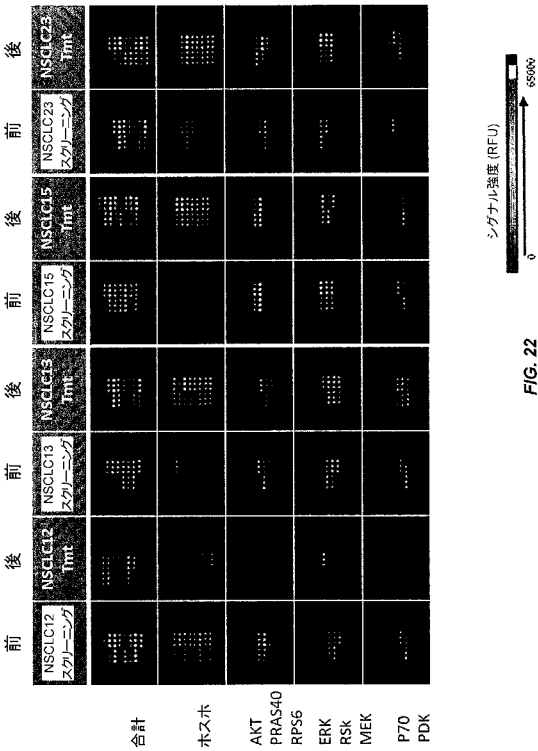 前 後 前 後 前 後 前 後
NSCLC12 スクリーニング
NSCLC12 Tmt
NSCLC13 スクリーニング
NSCLC13 Tmt
NSCLC15 スクリーニング
NSCLC15 Tmt
NSCLC23 スクリーニング
NSCLC23 Tmt
合計
ホスホ
AKT
PRAS40
RPS6
ERK
RSk
MEK
P70
PDK
シグナル強度 (RFU)
0 65000
FIG. 22